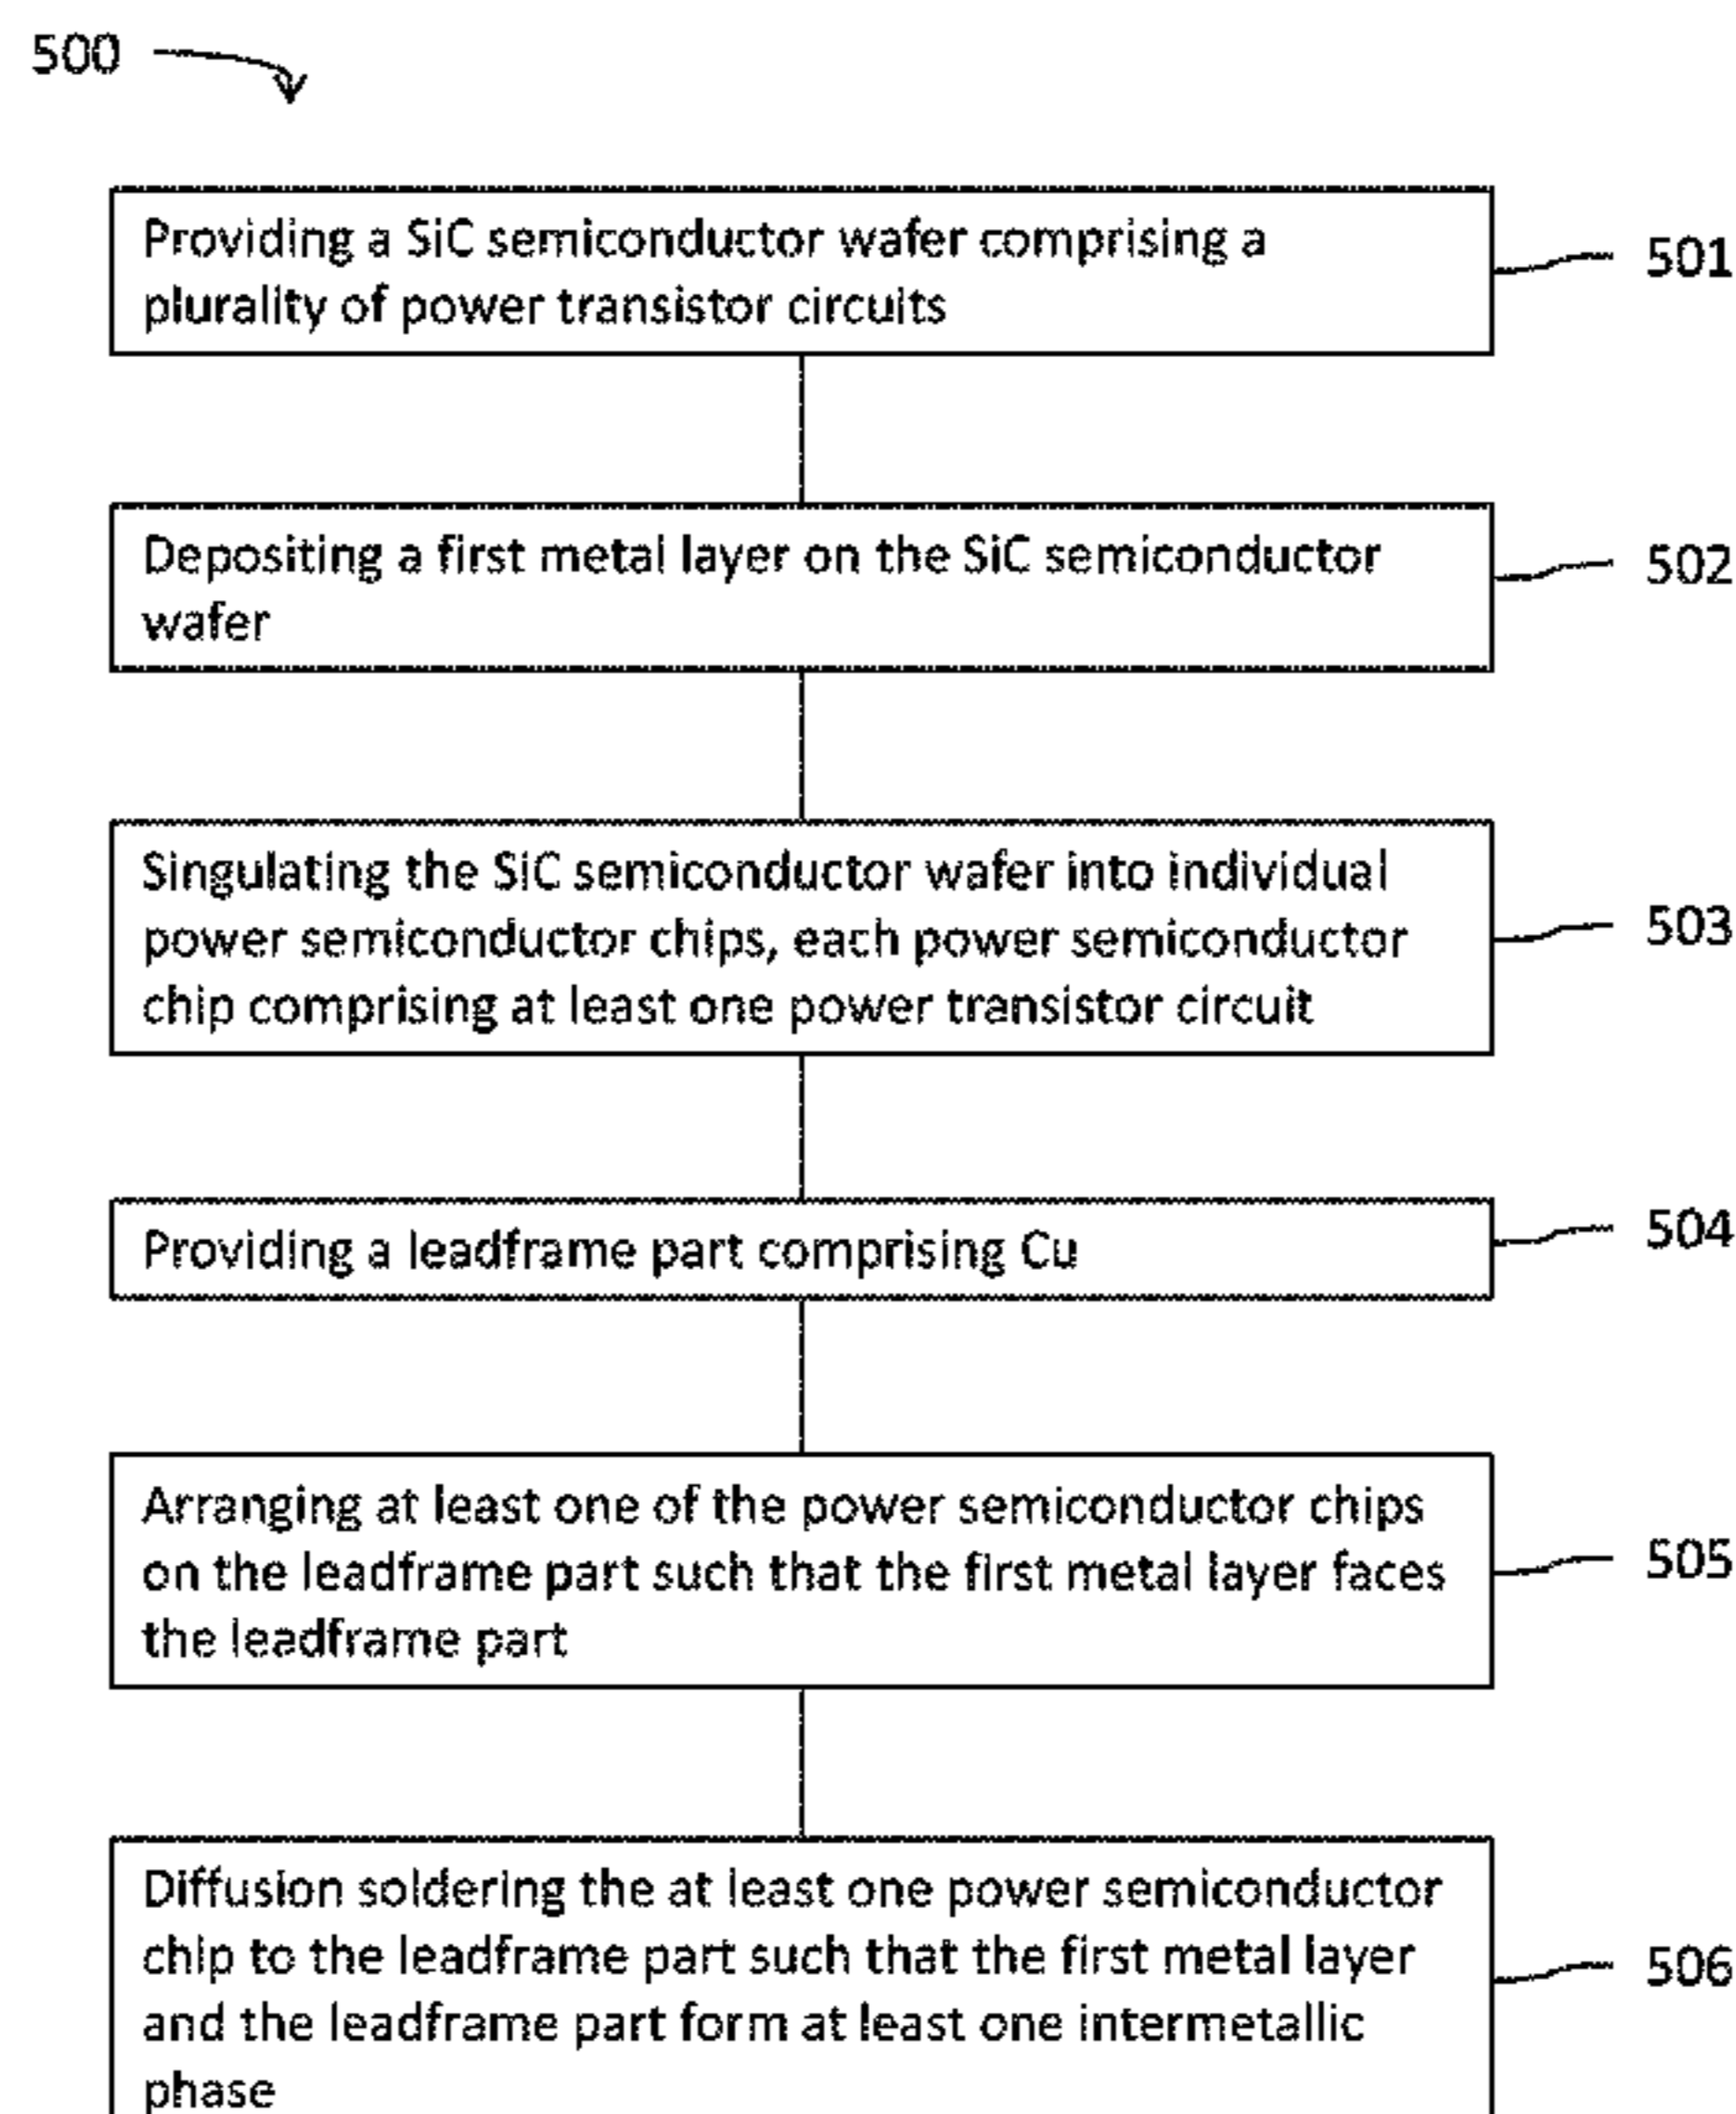 500
Providing a SiC semiconductor wafer comprising a
plurality of power transistor circuits
501
Depositing a first metal layer on the SiC semiconductor
wafer
502
Singulating the SiC semiconductor wafer into individual
power semiconductor chips, each power semiconductor
chip comprising at least one power transistor circuit
503
Providing a leadframe part comprising Cu
504
Arranging at least one of the power semiconductor chips
on the leadframe part such that the first metal layer faces
the leadframe part
505
Diffusion soldering the at least one power semiconductor
chip to the leadframe part such that the first metal layer
and the leadframe part form at least one intermetallic
phase
506